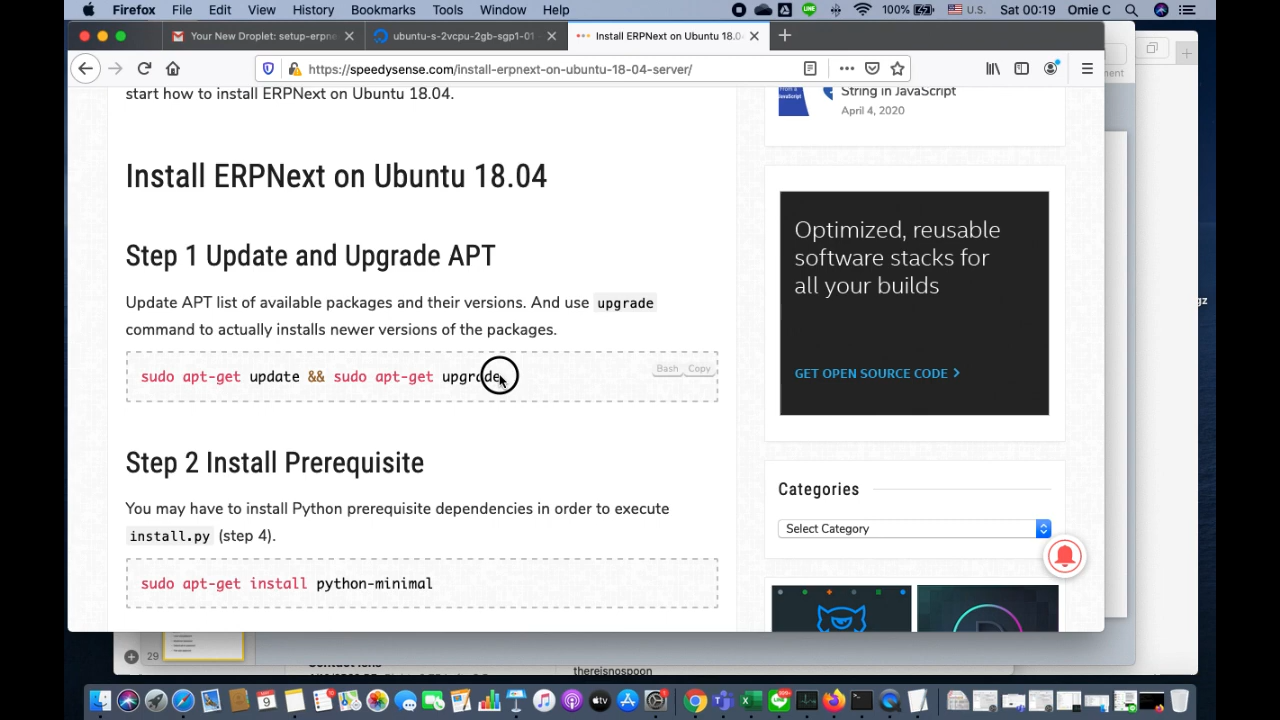 Firefox File Edit View History Bookmarks Tools Window Help 100% U.S. Sat 00:19 Omie C
Your New Droplet: setup-erpne
ubuntu-s-2vcpu-2gb-sgp1-01
Install ERPNext on Ubuntu 18.04
https://speedysense.com/install-erpnext-on-ubuntu-18-04-server/
ment
start how to install ERPNext on Ubuntu 18.04.
Install ERPNext on Ubuntu 18.04
Step 1 Update and Upgrade APT
Update APT list of available packages and their versions. And use upgrade
command to actually installs newer versions of the packages.
Bash Copy
sudo apt-get update && sudo apt-get upgrade
Step 2 Install Prerequisite
You may have to install Python prerequisite dependencies in order to execute
install.py (step 4).
sudo apt-get install python-minimal
String in JavaScript
April 4, 2020
Optimized, reusable
software stacks for
all your builds
GET OPEN SOURCE CODE
Categories
Select Category
gz
29
thereisnospoon